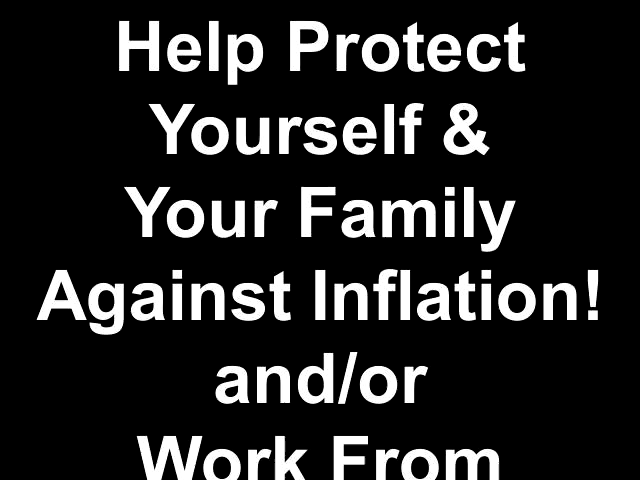 Help Protect
Yourself &
Your Family
Against Inflation!
and/or
Work From